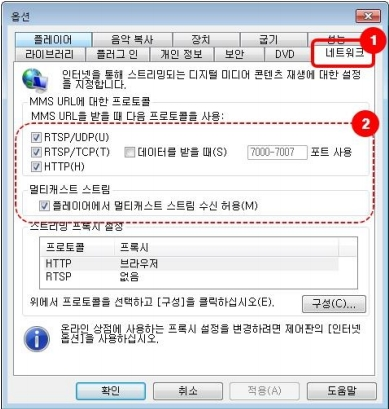 옵션
플레이어 음악 복사 장치 굽기 성능
라이브러리 플러그 인 개인 정보 보안 DVD 네트워크
1
인터넷을 통해 스트리밍되는 디지털 미디어 콘텐츠 재생에 대한 설정
을 지정합니다.
MMS URL에 대한 프로토콜
MMS URL을 받을 때 다음 프로토콜을 사용:
2
RTSP/UDP(U)
RTSP/TCP(T) 데이터를 받을 때(S) 7000-7007 포트 사용
HTTP(H)
멀티캐스트 스트림
플레이어에서 멀티캐스트 스트림 수신 허용(M)
스트리밍 프록시 설정
프로토콜 프록시
HTTP 브라우저
RTSP 없음
위에서 프로토콜을 선택하고 [구성]을 클릭하십시오(E). 구성(C)...
온라인 상점에 사용하는 프록시 설정을 변경하려면 제어판의 [인터넷
옵션]을 사용하십시오.
확인 취소 적용(A) 도움말